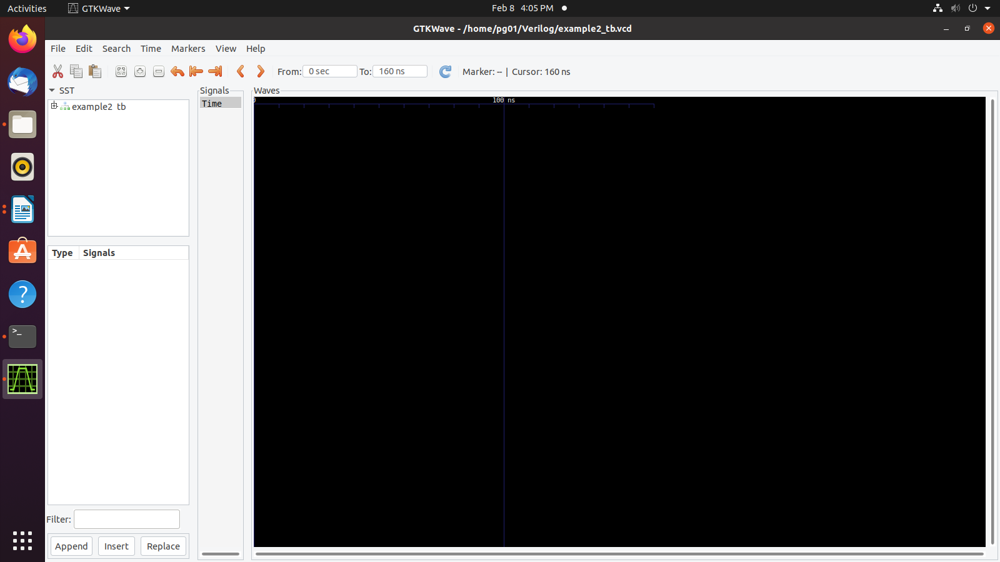 Activities GTKWave Feb 8 4:05 PM
GTKWave - /home/pg01/Verilog/example2_tb.vcd
File Edit Search Time Markers View Help
From: 0 sec To: 160 ns Marker: -- | Cursor: 160 ns
SST Signals Waves
example2_tb Time 0 100 ns
Type Signals
Filter:
Append Insert Replace